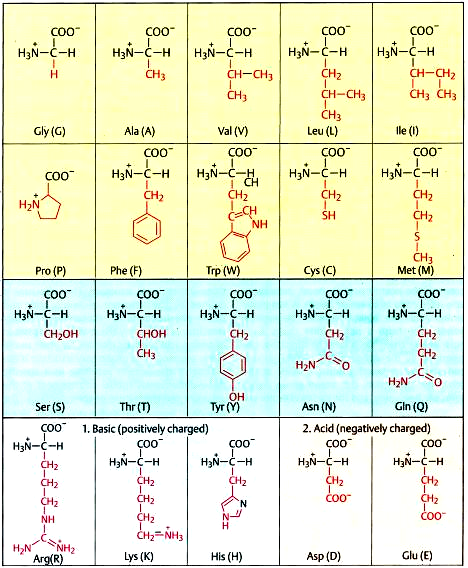 COO⁻ COO⁻ COO⁻ COO⁻ COO⁻
H₃N⁺–C–H H₃N⁺–C–H H₃N⁺–C–H H₃N⁺–C–H H₃N⁺–C–H
H CH₃ CH–CH₃ CH₂ CH–CH₂
CH₃ CH–CH₃ CH₃ CH₃
CH₃
Gly (G) Ala (A) Val (V) Leu (L) Ile (I)
COO⁻ COO⁻ COO⁻ COO⁻ COO⁻
H₃N⁺–C–H H₃N⁺–C–H H₃N⁺–C–H H₃N⁺–C–H
CH
H₂N⁺ CH₂ CH₂ CH₂ CH₂
C CH SH CH₂
NH S
CH₃
Pro (P) Phe (F) Trp (W) Cys (C) Met (M)
COO⁻ COO⁻ COO⁻ COO⁻ COO⁻
H₃N⁺–C–H H₃N⁺–C–H H₃N⁺–C–H H₃N⁺–C–H H₃N⁺–C–H
CH₂OH CHOH CH₂ CH₂ CH₂
CH₃ C CH₂
H₂N O C
OH H₂N O
Ser (S) Thr (T) Tyr (Y) Asn (N) Gln (Q)
1. Basic (positively charged) 2. Acid (negatively charged)
COO⁻ COO⁻ COO⁻ COO⁻ COO⁻
H₃N⁺–C–H H₃N⁺–C–H H₃N⁺–C–H H₃N⁺–C–H H₃N⁺–C–H
CH₂ CH₂ CH₂ CH₂ CH₂
CH₂ CH₂ N COO⁻ CH₂
CH₂ CH₂ N COO⁻
NH CH₂=NH₃⁺ H
C
H₂N NH₂⁺
Arg(R) Lys (K) His (H) Asp (D) Glu (E)